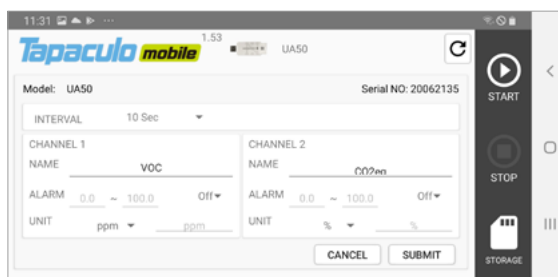 11:31
Tapaculo mobile 1.53 UA50
Model: UA50 Serial NO: 20062135
INTERVAL 10 Sec
CHANNEL 1
NAME VOC
ALARM 0.0 ~ 100.0 Off
UNIT ppm ppm
CHANNEL 2
NAME CO2eq
ALARM 0.0 ~ 100.0 Off
UNIT % %
CANCEL SUBMIT
START
STOP
STORAGE